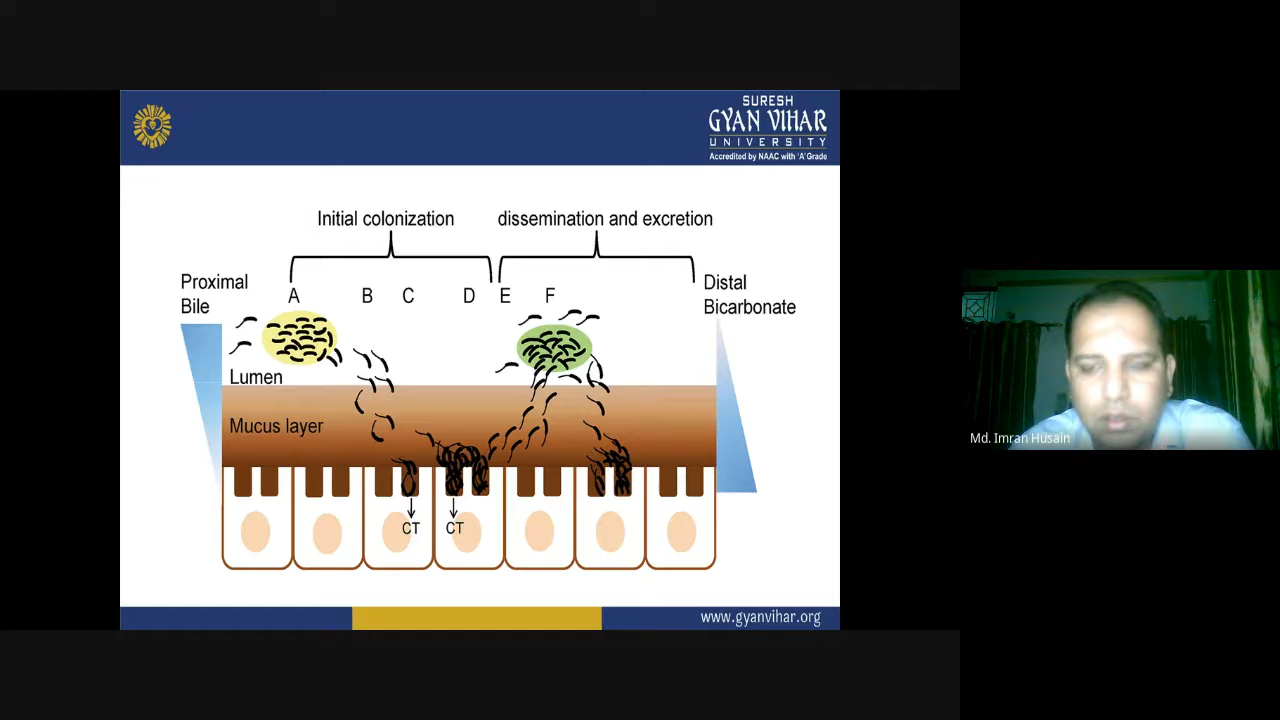 SURESH
GYAN VIHAR
UNIVERSITY
Accredited by NAAC with 'A' Grade
Initial colonization
dissemination and excretion
Proximal
Bile
A B C D E F
Distal
Bicarbonate
Lumen
Mucus layer
CT CT
Md. Imran Husain
www.gyanvihar.org